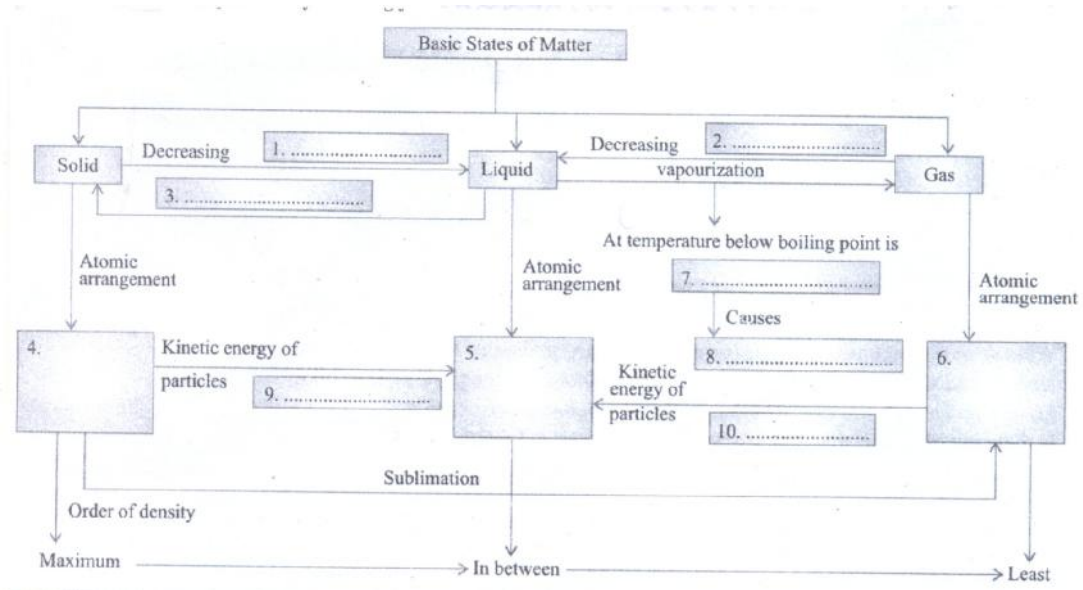 Basic States of Matter
Solid
Decreasing
1. ..............................
Liquid
Decreasing
2. ..............................
vapourization
Gas
3. ..............................
At temperature below boiling point is
7. ..............................
Atomic
arrangement
Atomic
arrangement
Atomic
arrangement
Causes
4.
Kinetic energy of
particles
9. ..............................
5.
8. ..............................
Kinetic
energy of
particles
10. ..............................
6.
Sublimation
Order of density
Maximum
In between
Least